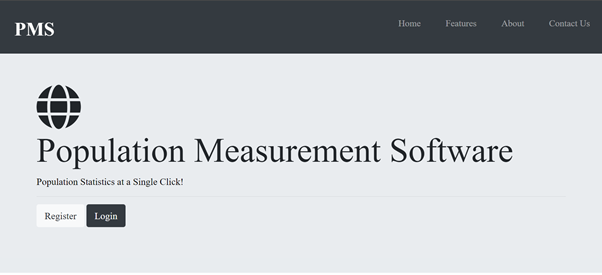 PMS
Home Features About Contact Us
Population Measurement Software
Population Statistics at a Single Click!
Register Login